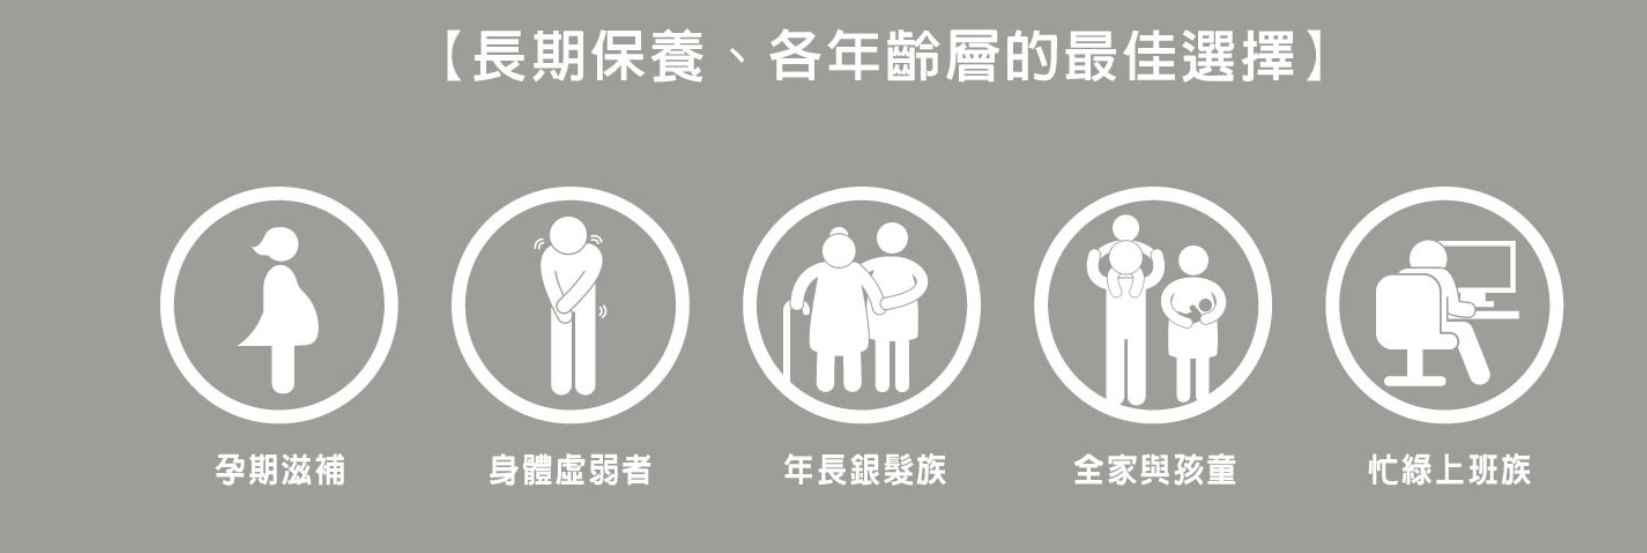 【長期保養、各年齡層的最佳選擇】
孕期滋補
身體虛弱者
年長銀髮族
全家與孩童
忙綠上班族